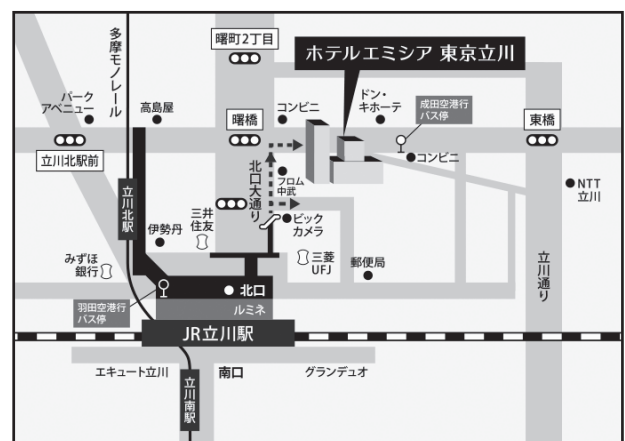 曙町2丁目
ホテルエミシア 東京立川
多摩モノレール
パーク
アベニュー
高島屋
曙橋
コンビニ
ドン・
キホーテ
成田空港行
バス停
東橋
立川北駅前
コンビニ
北口大通り
フロム
中武
NTT
立川
立川北駅
三井
住友
ビック
カメラ
伊勢丹
みずほ
銀行
三菱
UFJ
郵便局
立川通り
北口
羽田空港行
バス停
ルミネ
JR立川駅
エキュート立川
南口
グランデュオ
立川南駅